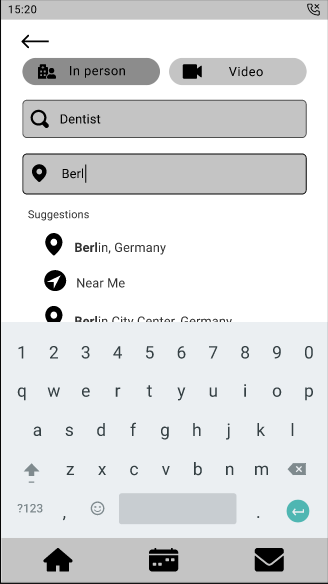 15:20
In person
Video
Dentist
Berl
Suggestions
Berlin, Germany
Near Me
Berlin City Center, Germany
1 2 3 4 5 6 7 8 9 0
q w e r t y u i o p
a s d f g h j k l
z x c v b n m
?123 , .